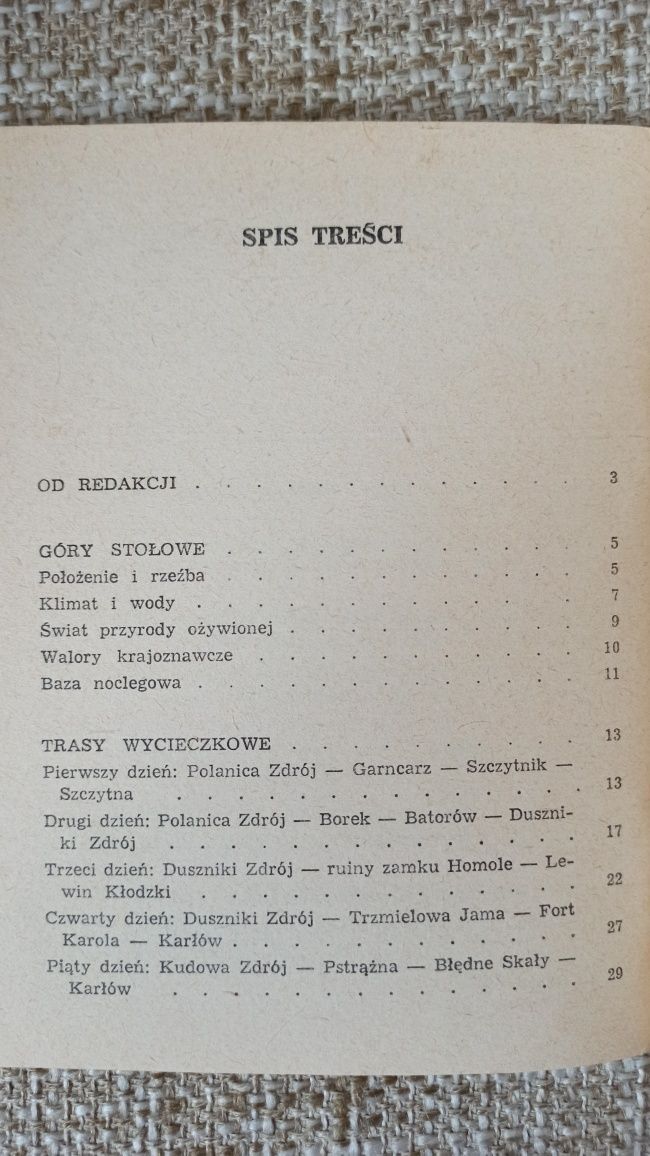 SPIS TREŚCI
OD REDAKCJI . . . . . . . . . . . . . 3
GÓRY STOŁOWE . . . . . . . . . . . . 5
Położenie i rzeźba . . . . . . . . . . . . 5
Klimat i wody . . . . . . . . . . . . . 7
Świat przyrody ożywionej . . . . . . . . . . 9
Walory krajoznawcze . . . . . . . . . . . 10
Baza noclegowa . . . . . . . . . . . . . 11
TRASY WYCIECZKOWE . . . . . . . . . . 13
Pierwszy dzień: Polanica Zdrój — Garncarz — Szczytnik —
Szczytna . . . . . . . . . . . . . . 13
Drugi dzień: Polanica Zdrój — Borek — Batorów — Duszni-
ki Zdrój . . . . . . . . . . . . . . 17
Trzeci dzień: Duszniki Zdrój — ruiny zamku Homole — Le-
win Kłodzki . . . . . . . . . . . . . 22
Czwarty dzień: Duszniki Zdrój — Trzmielowa Jama — Fort
Karola — Karłów . . . . . . . . . . . . 27
Piąty dzień: Kudowa Zdrój — Pstrążna — Błędne Skały —
Karłów . . . . . . . . . . . . . . 29